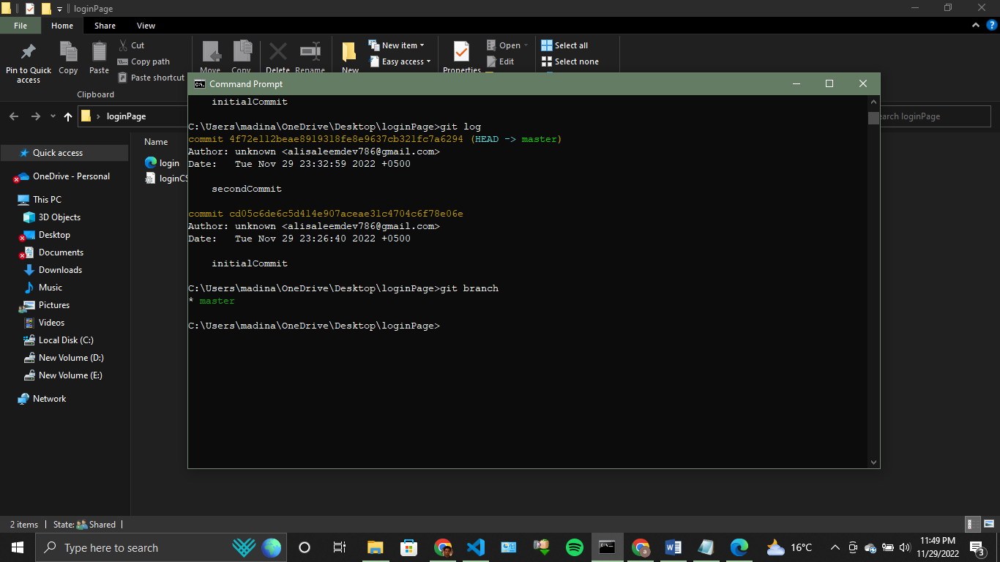 loginPage
File Home Share View
Pin to Quick access
Copy
Paste
Cut
Copy path
Paste shortcut
Clipboard
Move
Copy
Delete
Rename
New
New item
Easy access
Properties
Open
Edit
Select all
Select none
loginPage
earch loginPage
Quick access
OneDrive - Personal
This PC
3D Objects
Desktop
Documents
Downloads
Music
Pictures
Videos
Local Disk (C:)
New Volume (D:)
New Volume (E:)
Network
Name
login
loginCS
Command Prompt
initialCommit
C:\Users\madina\OneDrive\Desktop\loginPage>git log
commit 4f72e112beae8919318fe8e9637cb321fc7a6294 (HEAD -> master)
Author: unknown <alisaleemdev786@gmail.com>
Date: Tue Nov 29 23:32:59 2022 +0500
secondCommit
commit cd05c6de6c5d414e907aceae31c4704c6f78e06e
Author: unknown <alisaleemdev786@gmail.com>
Date: Tue Nov 29 23:26:40 2022 +0500
initialCommit
C:\Users\madina\OneDrive\Desktop\loginPage>git branch
* master
C:\Users\madina\OneDrive\Desktop\loginPage>
2 items State: Shared
Type here to search
16°C
11:49 PM
11/29/2022
3